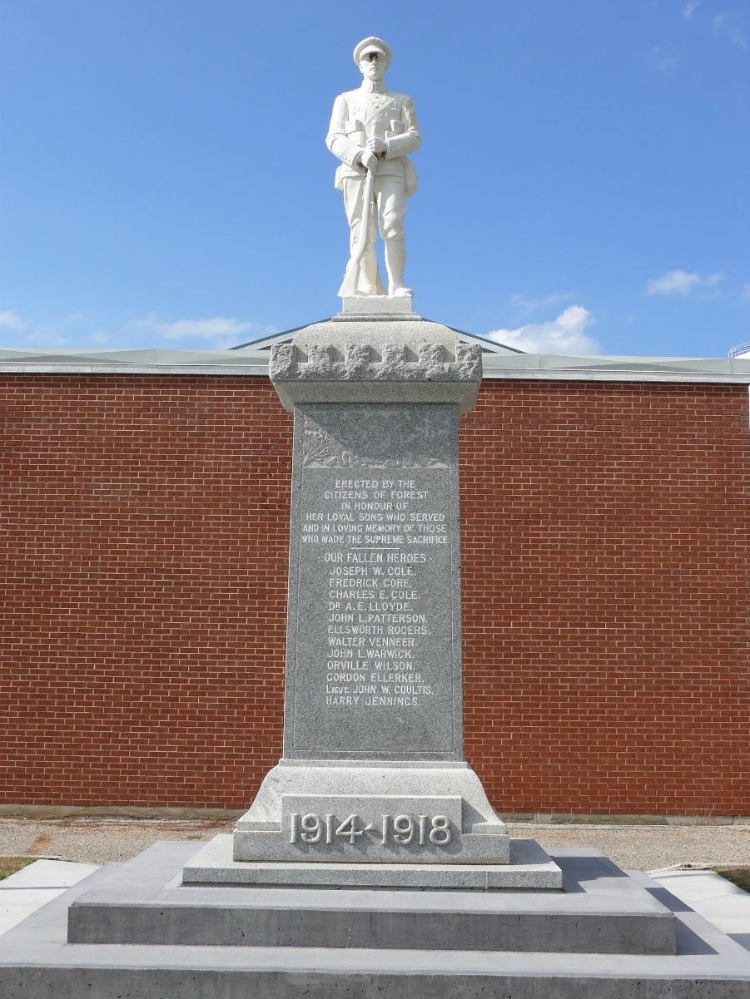 ERECTED BY THE
CITIZENS OF FOREST
IN HONOUR OF
HER LOYAL SONS WHO SERVED
AND IN LOVING MEMORY OF THOSE
WHO MADE THE SUPREME SACRIFICE.
OUR FALLEN HEROES
JOSEPH W. COLE.
FREDRICK CORE.
CHARLES E. COLE.
DR A. E. LLOYDE.
JOHN L. PATTERSON.
ELLSWORTH ROGERS.
WALTER VENNEER
JOHN L. WARWICK.
ORVILLE WILSON.
GORDON ELLERKER.
LIEUT. JOHN W. COULTIS.
HARRY JENNINGS.
1914-1918